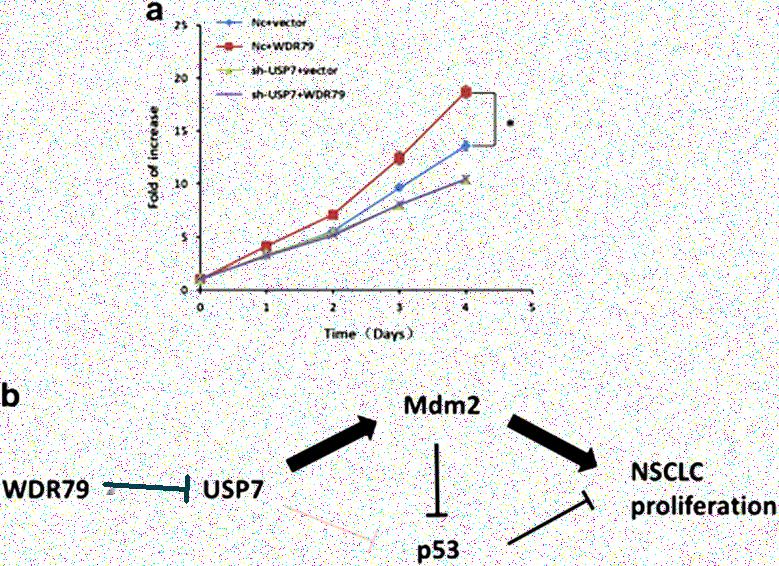 a
Nc+vector
Nc+WDR79
sh-USP7+vector
sh-USP7+WDR79
25
20
15
10
5
0
Fold of increase
0 1 2 3 4 5
Time (Days)
*
b
Mdm2
WDR79
USP7
NSCLC
proliferation
p53